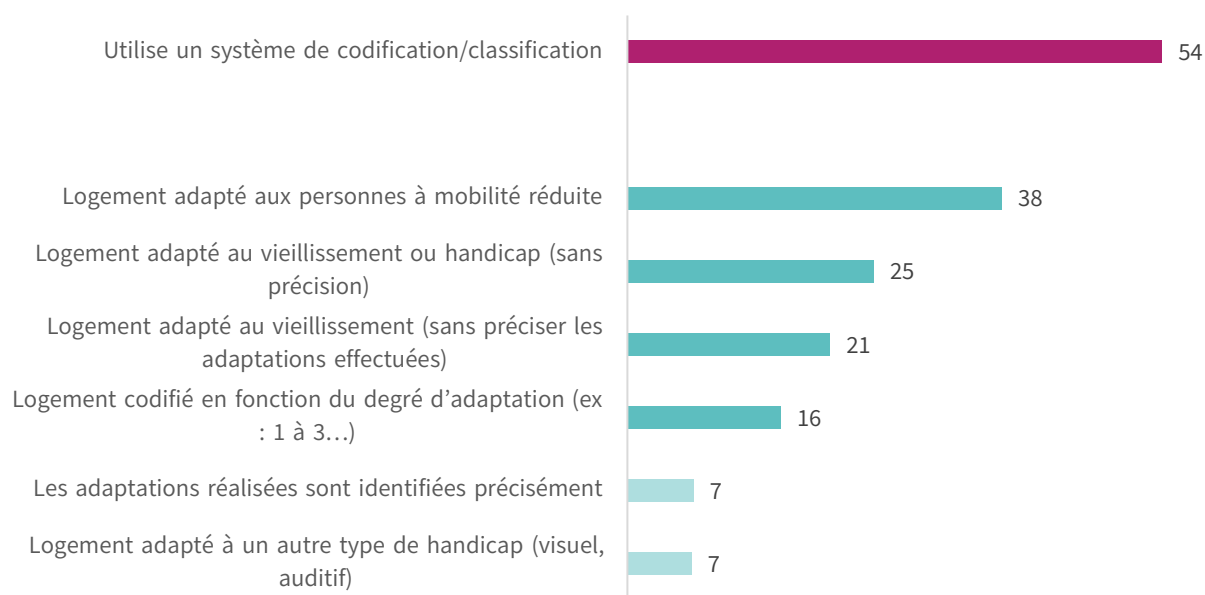 Utilise un système de codification/classification
54
Logement adapté aux personnes à mobilité réduite
38
Logement adapté au vieillissement ou handicap (sans
précision)
25
Logement adapté au vieillissement (sans préciser les
adaptations effectuées)
21
Logement codifié en fonction du degré d’adaptation (ex
: 1 à 3…)
16
Les adaptations réalisées sont identifiées précisément
7
Logement adapté à un autre type de handicap (visuel,
auditif)
7